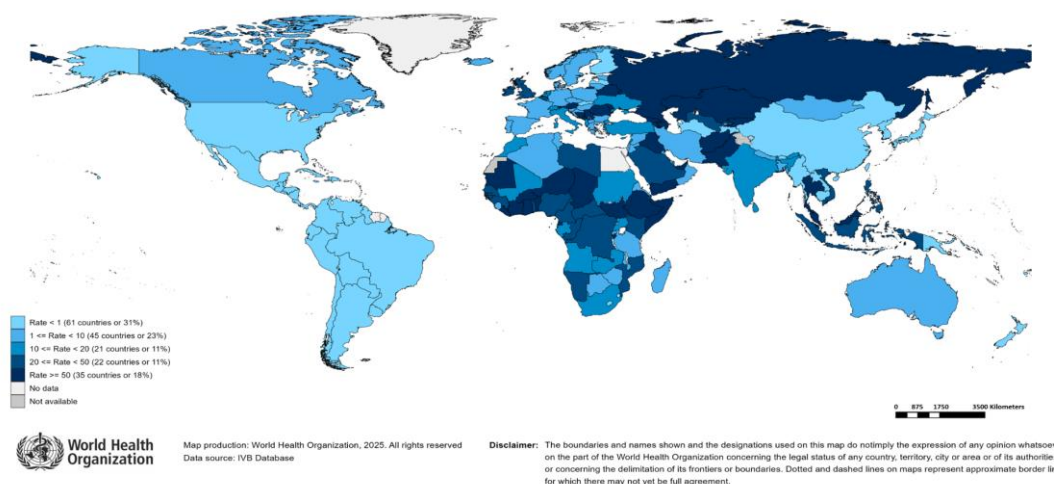 Rate < 1 (61 countries or 31%)
1 <= Rate < 10 (45 countries or 23%)
10 <= Rate < 20 (21 countries or 11%)
20 <= Rate < 50 (22 countries or 11%)
Rate >= 50 (35 countries or 18%)
No data
Not available
0 875 1750 3500 Kilometers
World Health
Organization
Map production: World Health Organization, 2025. All rights reserved
Data source: IVB Database
Disclaimer: The boundaries and names shown and the designations used on this map do notimply the expression of any opinion whatsoev
on the part of the World Health Organization concerning the legal status of any country, territory, city or area or of its authoritie
or concerning the delimitation of its frontiers or boundaries. Dotted and dashed lines on maps represent approximate border lin
for which there may not yet be full agreement.